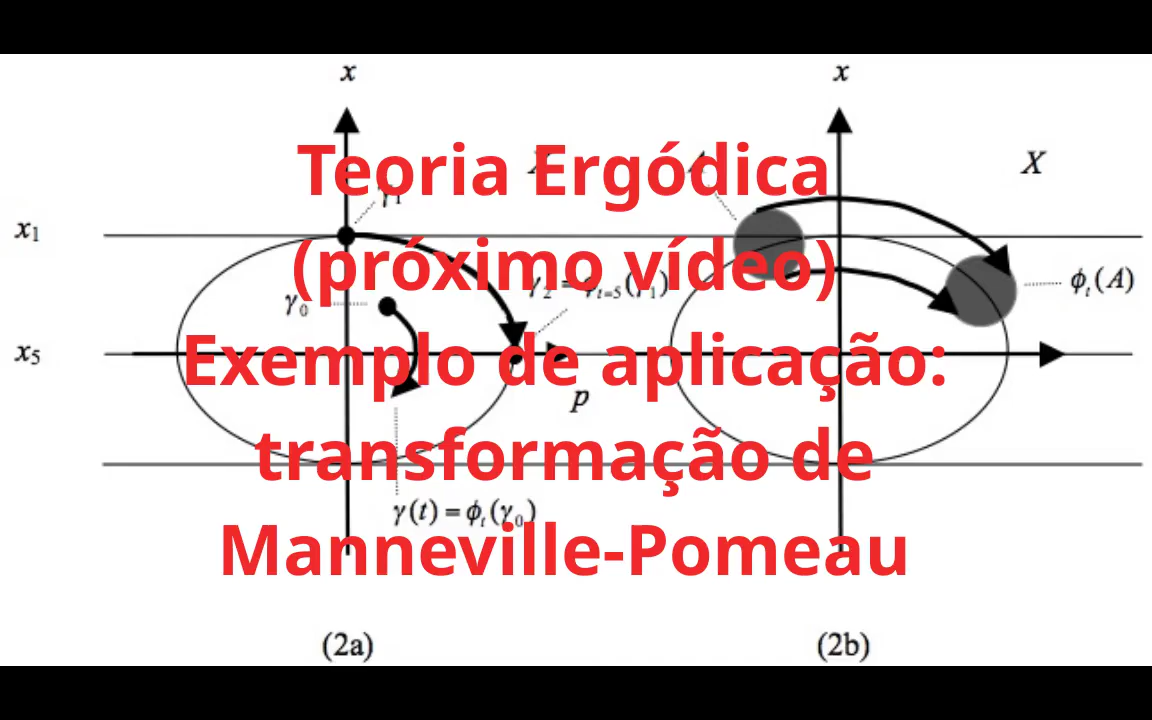 x
x
Teoria Ergódica
X
x1
(próximo vídeo)
γ0
ϕt(A)
x5
Exemplo de aplicação:
p
transformação de
γ(t) = ϕt(γ0)
Manneville-Pomeau
(2a)
(2b)